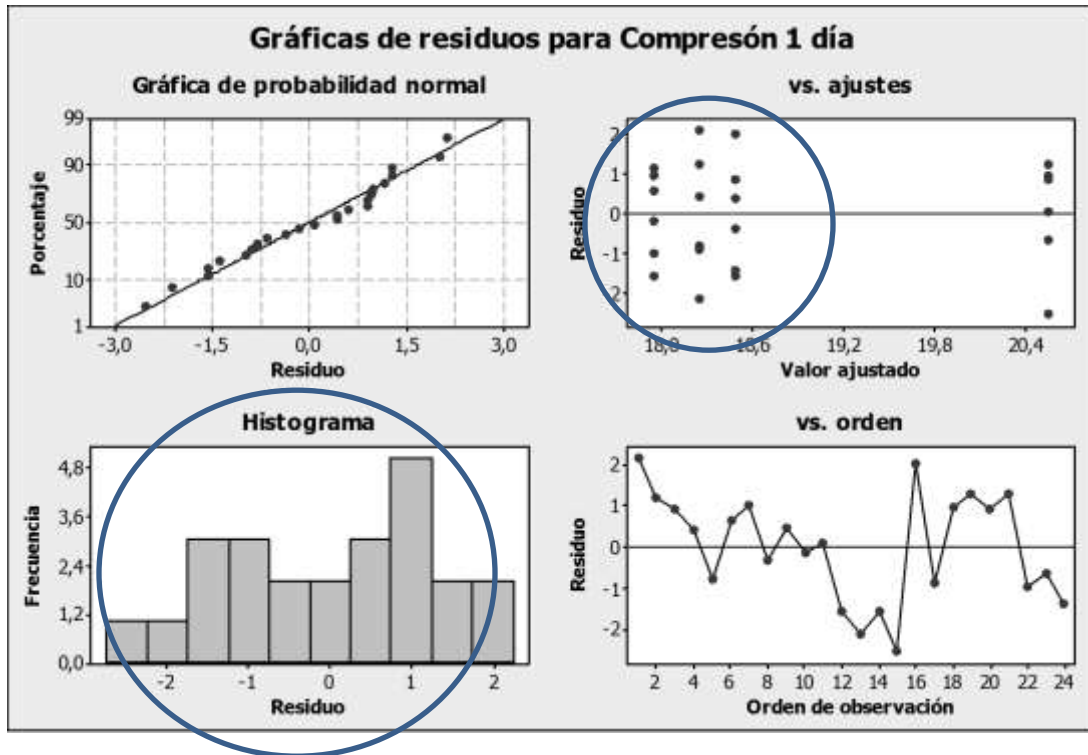 Gráficas de residuos para Compresón 1 día
Gráfica de probabilidad normal
99
90
50
10
1
Porcentaje
-3,0 -1,5 0,0 1,5 3,0
Residuo
vs. ajustes
2
1
0
-1
-2
Residuo
18,0 18,6 19,2 19,8 20,4
Valor ajustado
Histograma
4,8
3,6
2,4
1,2
0,0
Frecuencia
-2 -1 0 1 2
Residuo
vs. orden
2
1
0
-1
-2
Residuo
2 4 6 8 10 12 14 16 18 20 22 24
Orden de observación